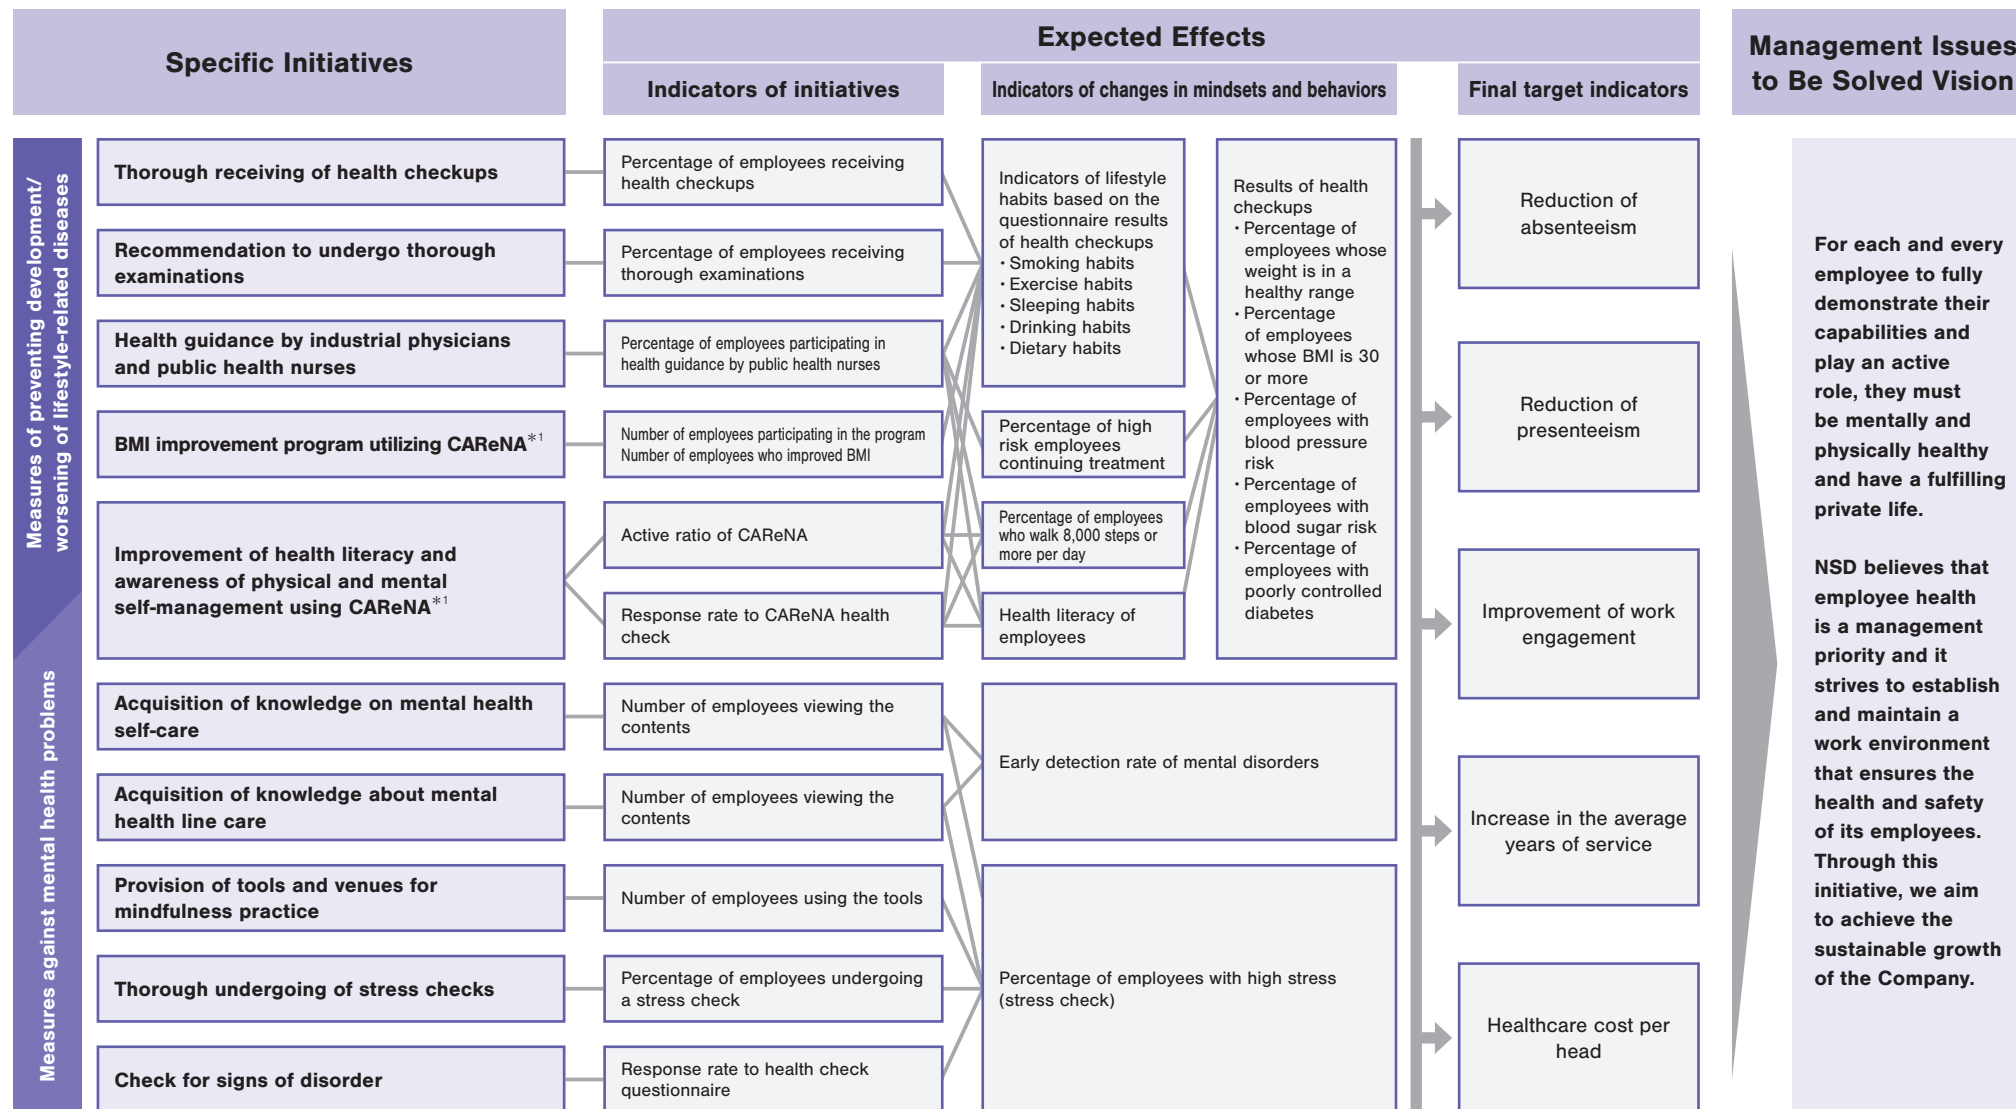 Specific Initiatives
Expected Effects
Management Issues
to Be Solved Vision
Indicators of initiatives
Indicators of changes in mindsets and behaviors
Final target indicators
Measures of preventing development/
worsening of lifestyle-related diseases
Thorough receiving of health checkups
Recommendation to undergo thorough
examinations
Health guidance by industrial physicians
and public health nurses
BMI improvement program utilizing CAReNA*1
Improvement of health literacy and
awareness of physical and mental
self-management using CAReNA*1
Measures against mental health problems
Acquisition of knowledge on mental health
self-care
Acquisition of knowledge about mental
health line care
Provision of tools and venues for
mindfulness practice
Thorough undergoing of stress checks
Check for signs of disorder
Percentage of employees receiving
health checkups
Percentage of employees receiving
thorough examinations
Percentage of employees participating in
health guidance by public health nurses
Number of employees participating in the program
Number of employees who improved BMI
Active ratio of CAReNA
Response rate to CAReNA health
check
Number of employees viewing the
contents
Number of employees viewing the
contents
Number of employees using the tools
Percentage of employees undergoing
a stress check
Response rate to health check
questionnaire
Indicators of lifestyle
habits based on the
questionnaire results
of health checkups
・Smoking habits
・Exercise habits
・Sleeping habits
・Drinking habits
・Dietary habits
Percentage of high
risk employees
continuing treatment
Percentage of employees
who walk 8,000 steps or
more per day
Health literacy of
employees
Results of health
checkups
・Percentage of
employees whose
weight is in a
healthy range
・Percentage
of employees
whose BMI is 30
or more
・Percentage of
employees with
blood pressure
risk
・Percentage of
employees with
blood sugar risk
・Percentage of
employees with
poorly controlled
diabetes
Early detection rate of mental disorders
Percentage of employees with high stress
(stress check)
Reduction of
absenteeism
Reduction of
presenteeism
Improvement of work
engagement
Increase in the average
years of service
Healthcare cost per
head
For each and every
employee to fully
demonstrate their
capabilities and
play an active
role, they must
be mentally and
physically healthy
and have a fulfilling
private life.
NSD believes that
employee health
is a management
priority and it
strives to establish
and maintain a
work environment
that ensures the
health and safety
of its employees.
Through this
initiative, we aim
to achieve the
sustainable growth
of the Company.